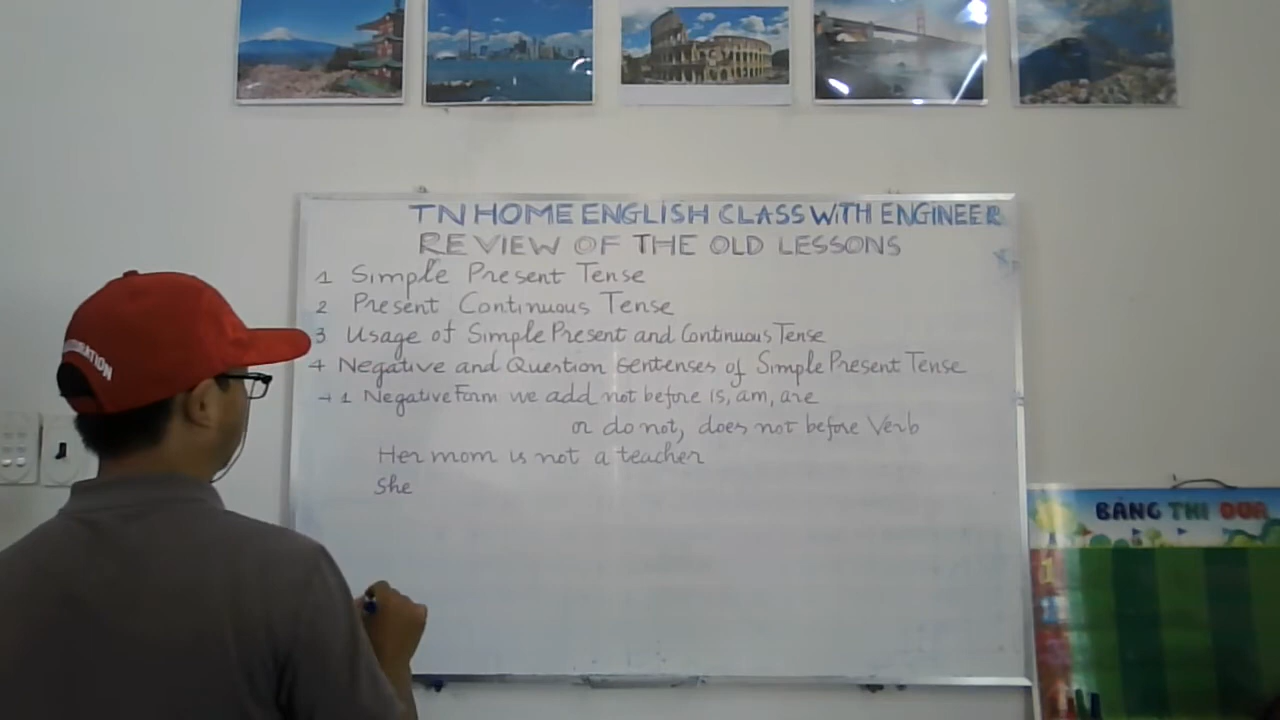 TN HOME ENGLISH CLASS WITH ENGINEER
REVIEW OF THE OLD LESSONS
1 Simple Present Tense
2 Present Continuous Tense
3 Usage of Simple Present and Continuous Tense
4 Negative and Question Sentenses of Simple Present Tense
→ 1 Negative Form we add not before is, am, are
or do not, does not before Verb
Her mom is not a teacher
She
BẢNG THI ĐUA
1
2